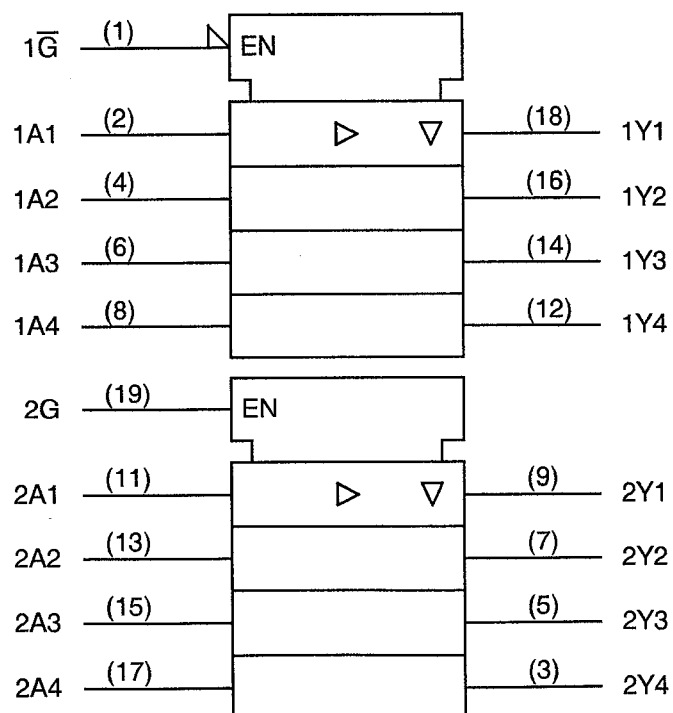 1G̅ (1) EN
1A1 (2) (18) 1Y1
1A2 (4) (16) 1Y2
1A3 (6) (14) 1Y3
1A4 (8) (12) 1Y4
2G (19) EN
2A1 (11) (9) 2Y1
2A2 (13) (7) 2Y2
2A3 (15) (5) 2Y3
2A4 (17) (3) 2Y4